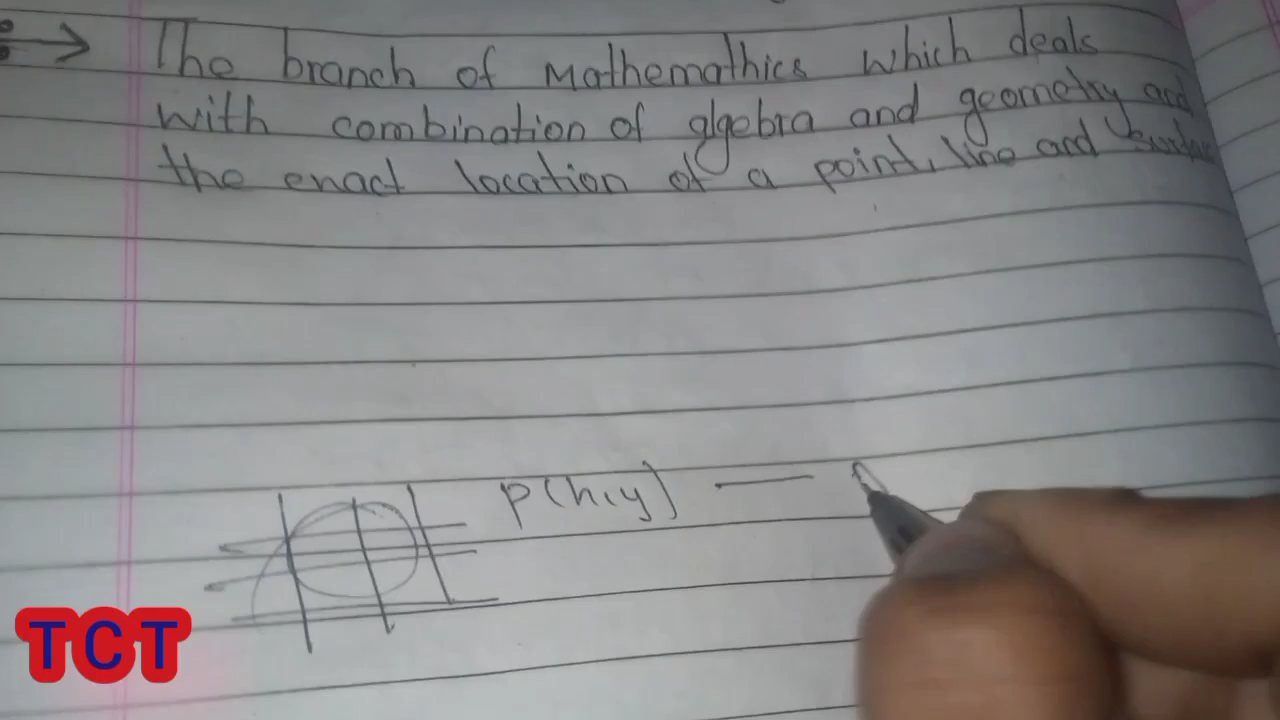 The branch of Mathemathics which deals
with combination of algebra and geometry and
the enact location of a point, line and surface
P(h,y) —
TCT